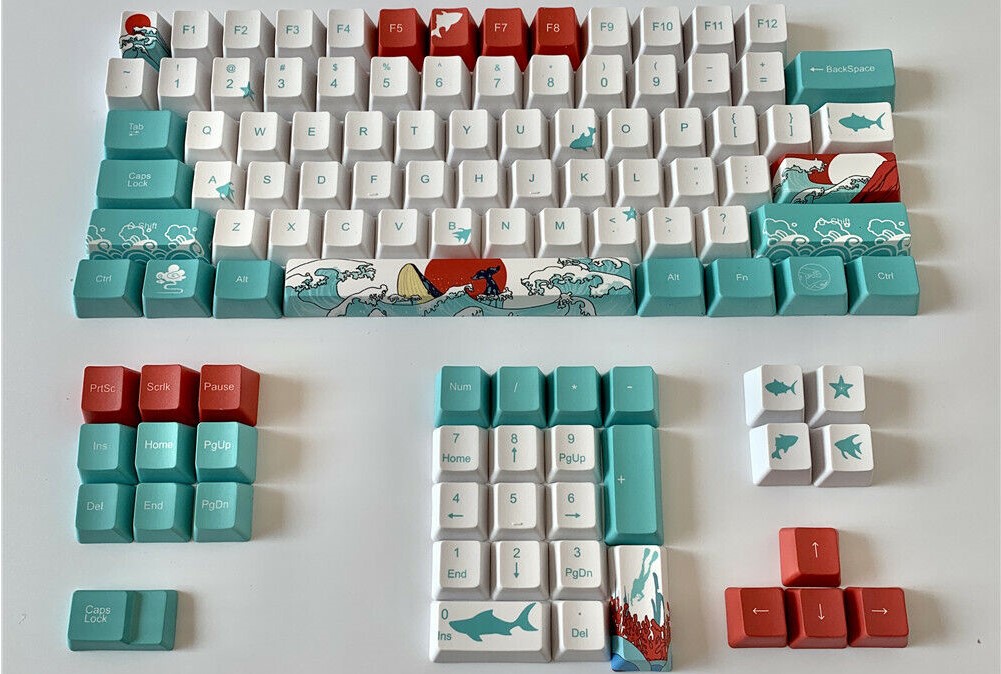 F1 F2 F3 F4 F5 F7 F8 F9 F10 F11 F12
~ ! @ # $ % ^ & * ) ( - *
. 1 2 3 4 5 6 7 8 0 9 - = ← BackSpace
Tab Q W E R T Y U I O P { }
[ ]
Caps A S D F G H J K L " :
Lock , ;
Shift Z X C V B N M < > ? Shift
. . /
Ctrl Alt Alt Fn Ctrl
PrtSc Scrlk Pause
Ins Home PgUp
Del End PgDn
Caps
Lock
Num / * -
7 8 9
Home ↑ PgUp
4 5 6 +
← →
1 2 3
End ↓ PgDn
0 .
Ins Del
↑
← ↓ →